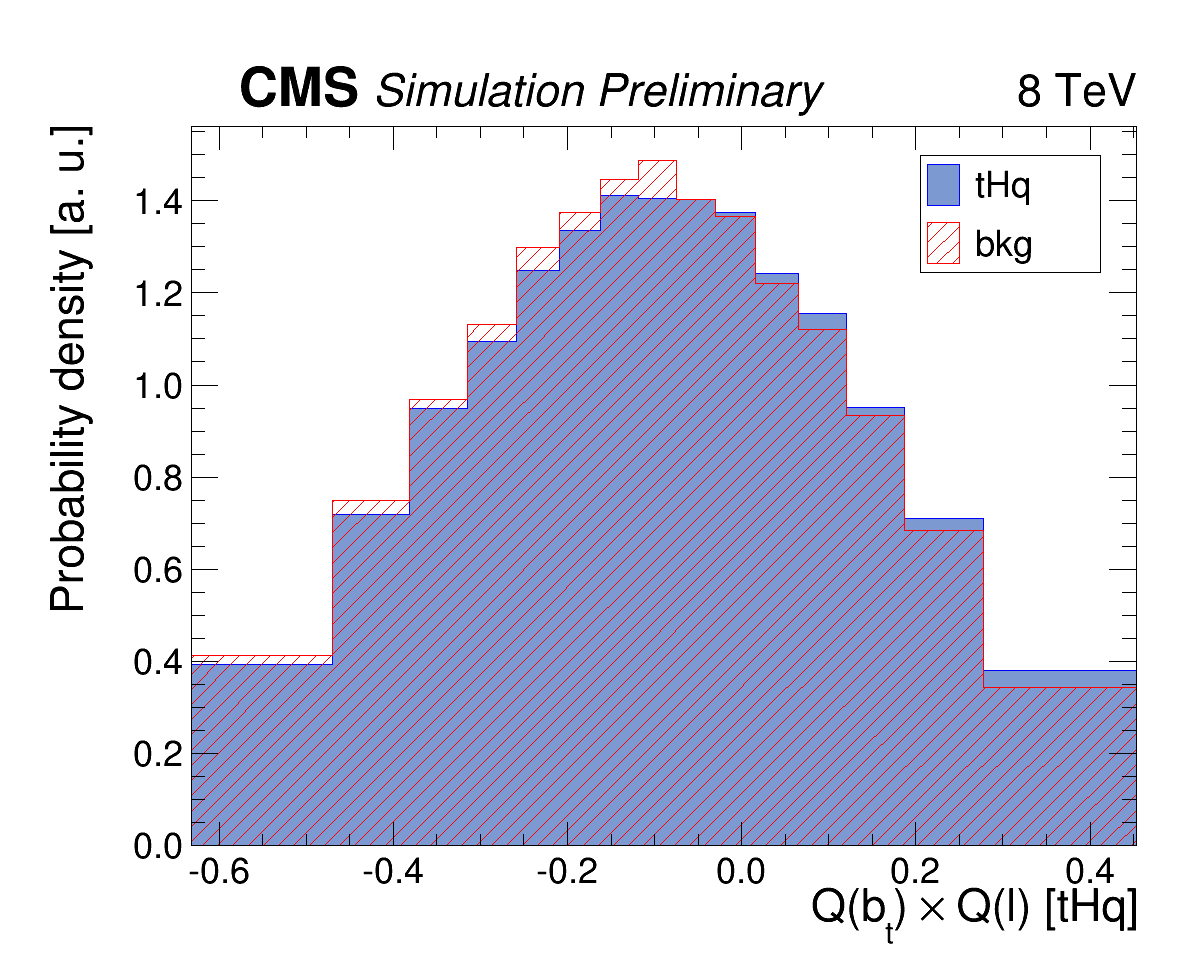 CMS Simulation Preliminary 8 TeV
Probability density [a. u.]
tHq
bkg
1.4
1.2
1.0
0.8
0.6
0.4
0.2
0.0
-0.6 -0.4 -0.2 0.0 0.2 0.4
Q(b_t) × Q(l) [tHq]